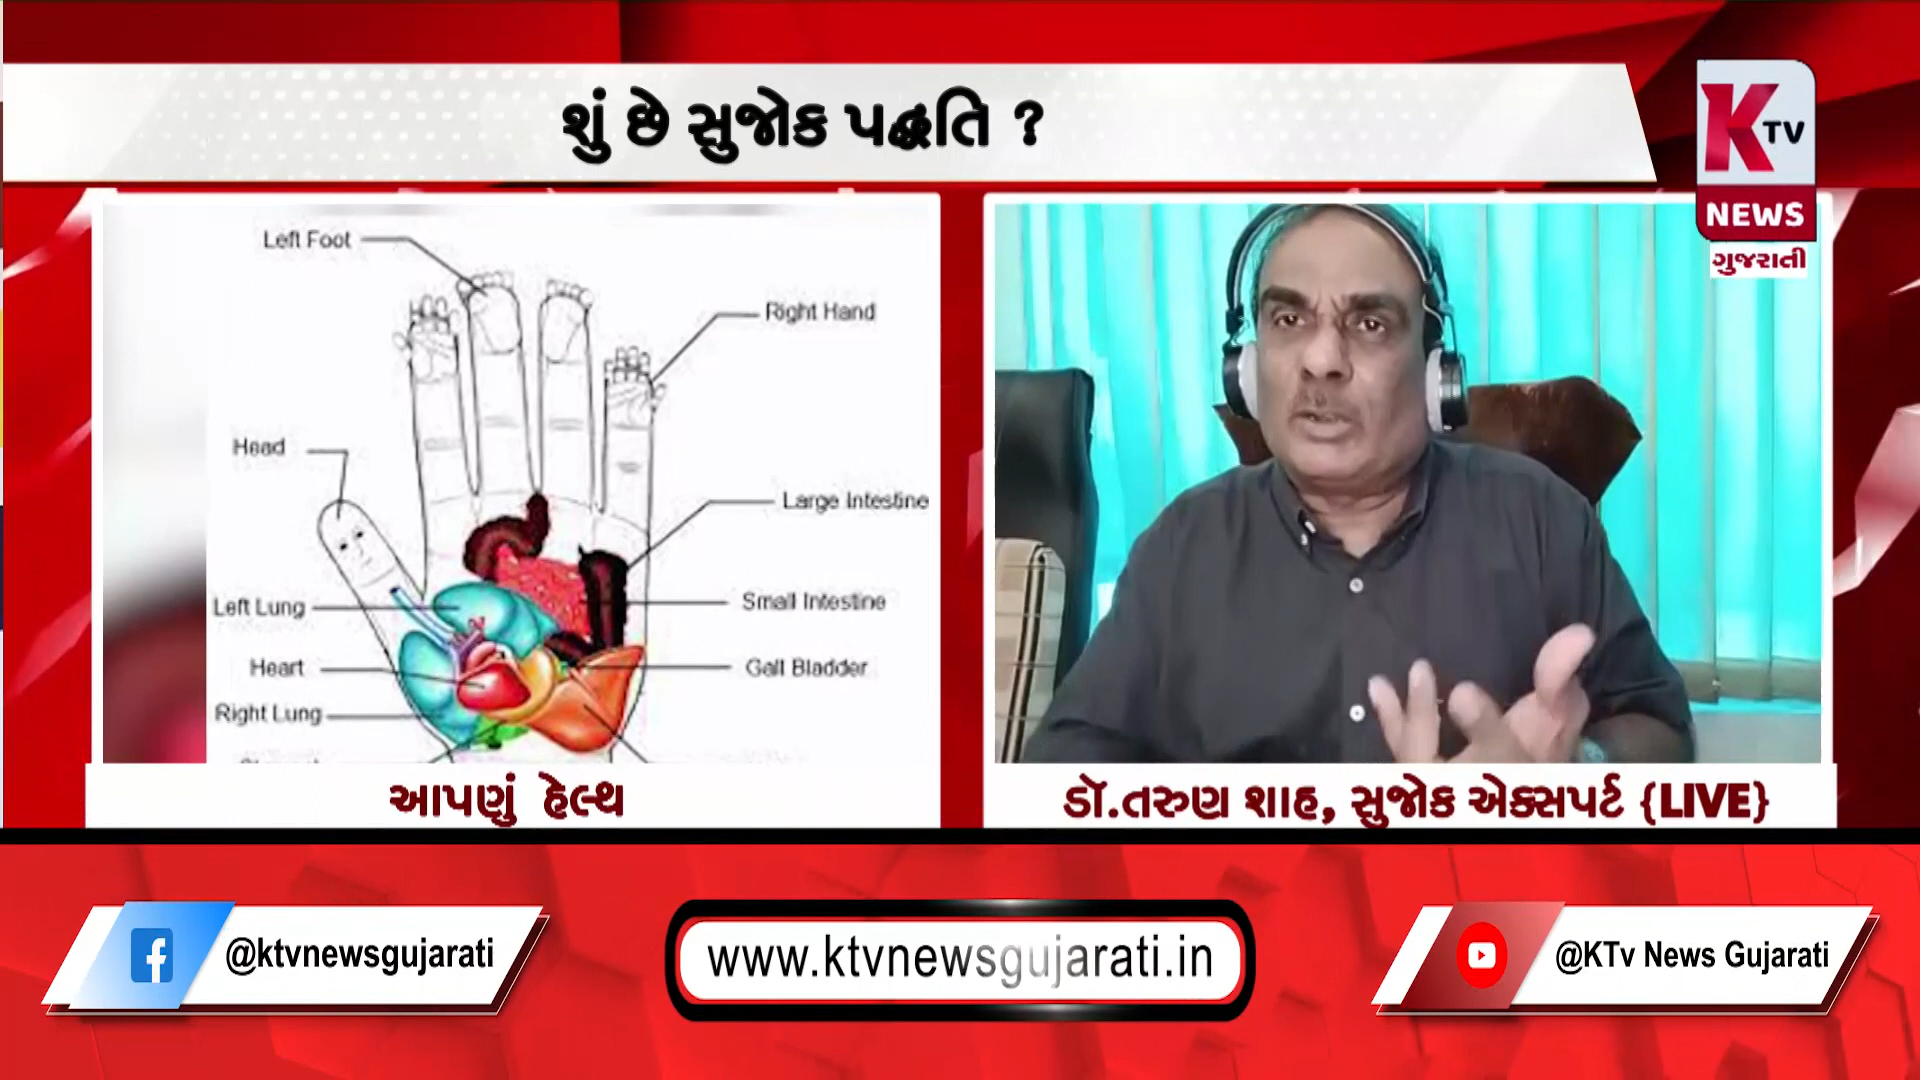 શું છે સુજોક પદ્ધતિ ?
K TV
NEWS
ગુજરાતી
Left Foot
Right Hand
Head
Large Intestine
Left Lung
Small Intestine
Heart
Gall Bladder
Right Lung
આપણું હેલ્થ
ડૉ.તરુણ શાહ, સુજોક એક્સપર્ટ {LIVE}
@ktvnewsgujarati
www.ktvnewsgujarati.in
@KTv News Gujarati